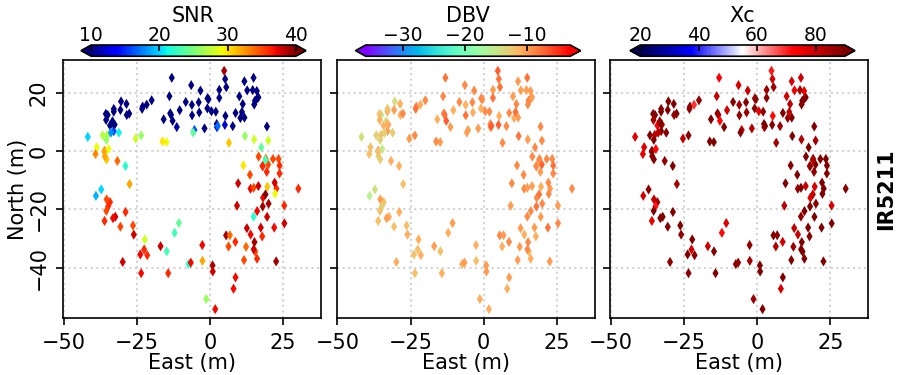 SNR DBV Xc
10 20 30 40 −30 −20 −10 20 40 60 80
North (m)
20
0
−20
−40
−50 −25 0 25 −50 −25 0 25 −50 −25 0 25
East (m) East (m) East (m)
IR5211